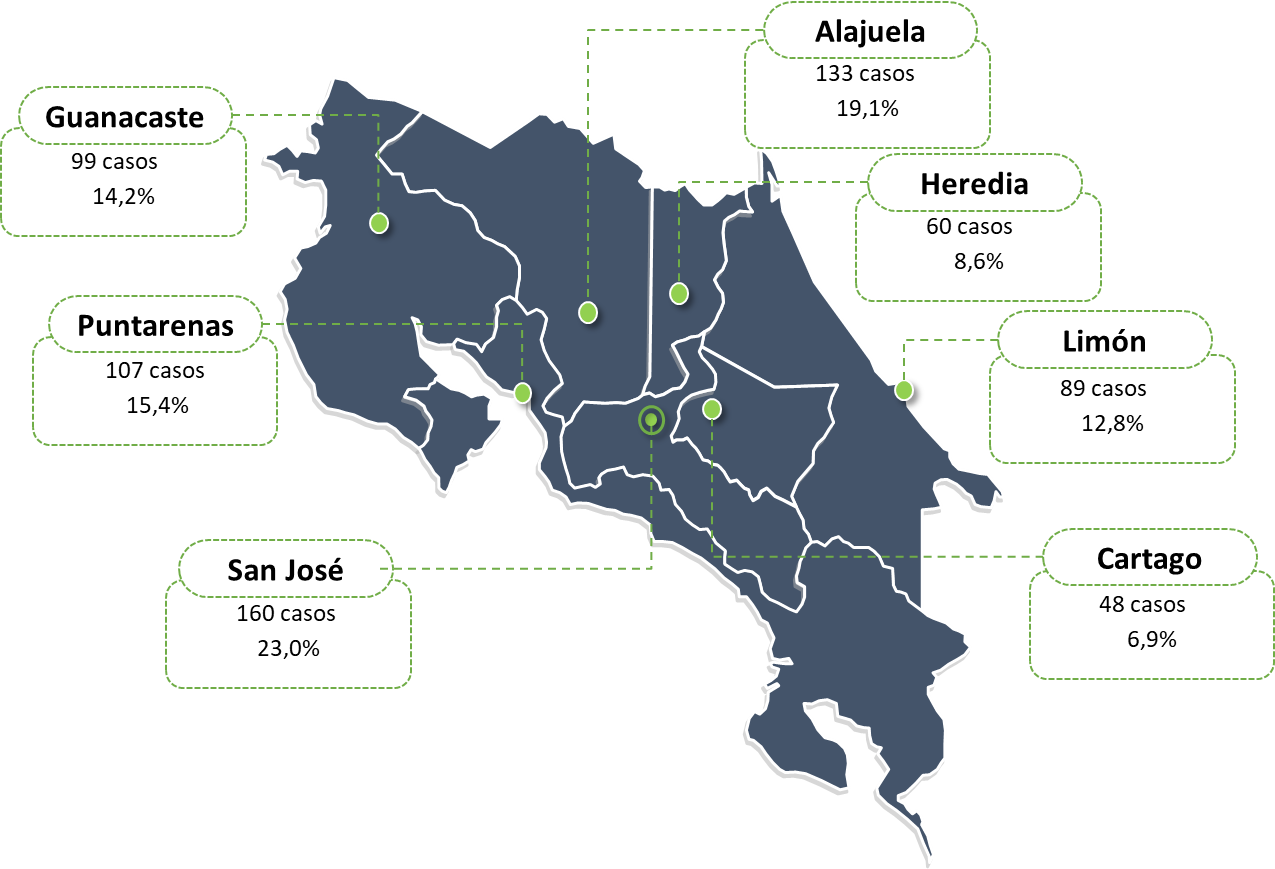 Alajuela
133 casos
19,1%
Guanacaste
99 casos
14,2%
Heredia
60 casos
8,6%
Puntarenas
107 casos
15,4%
Limón
89 casos
12,8%
San José
160 casos
23,0%
Cartago
48 casos
6,9%